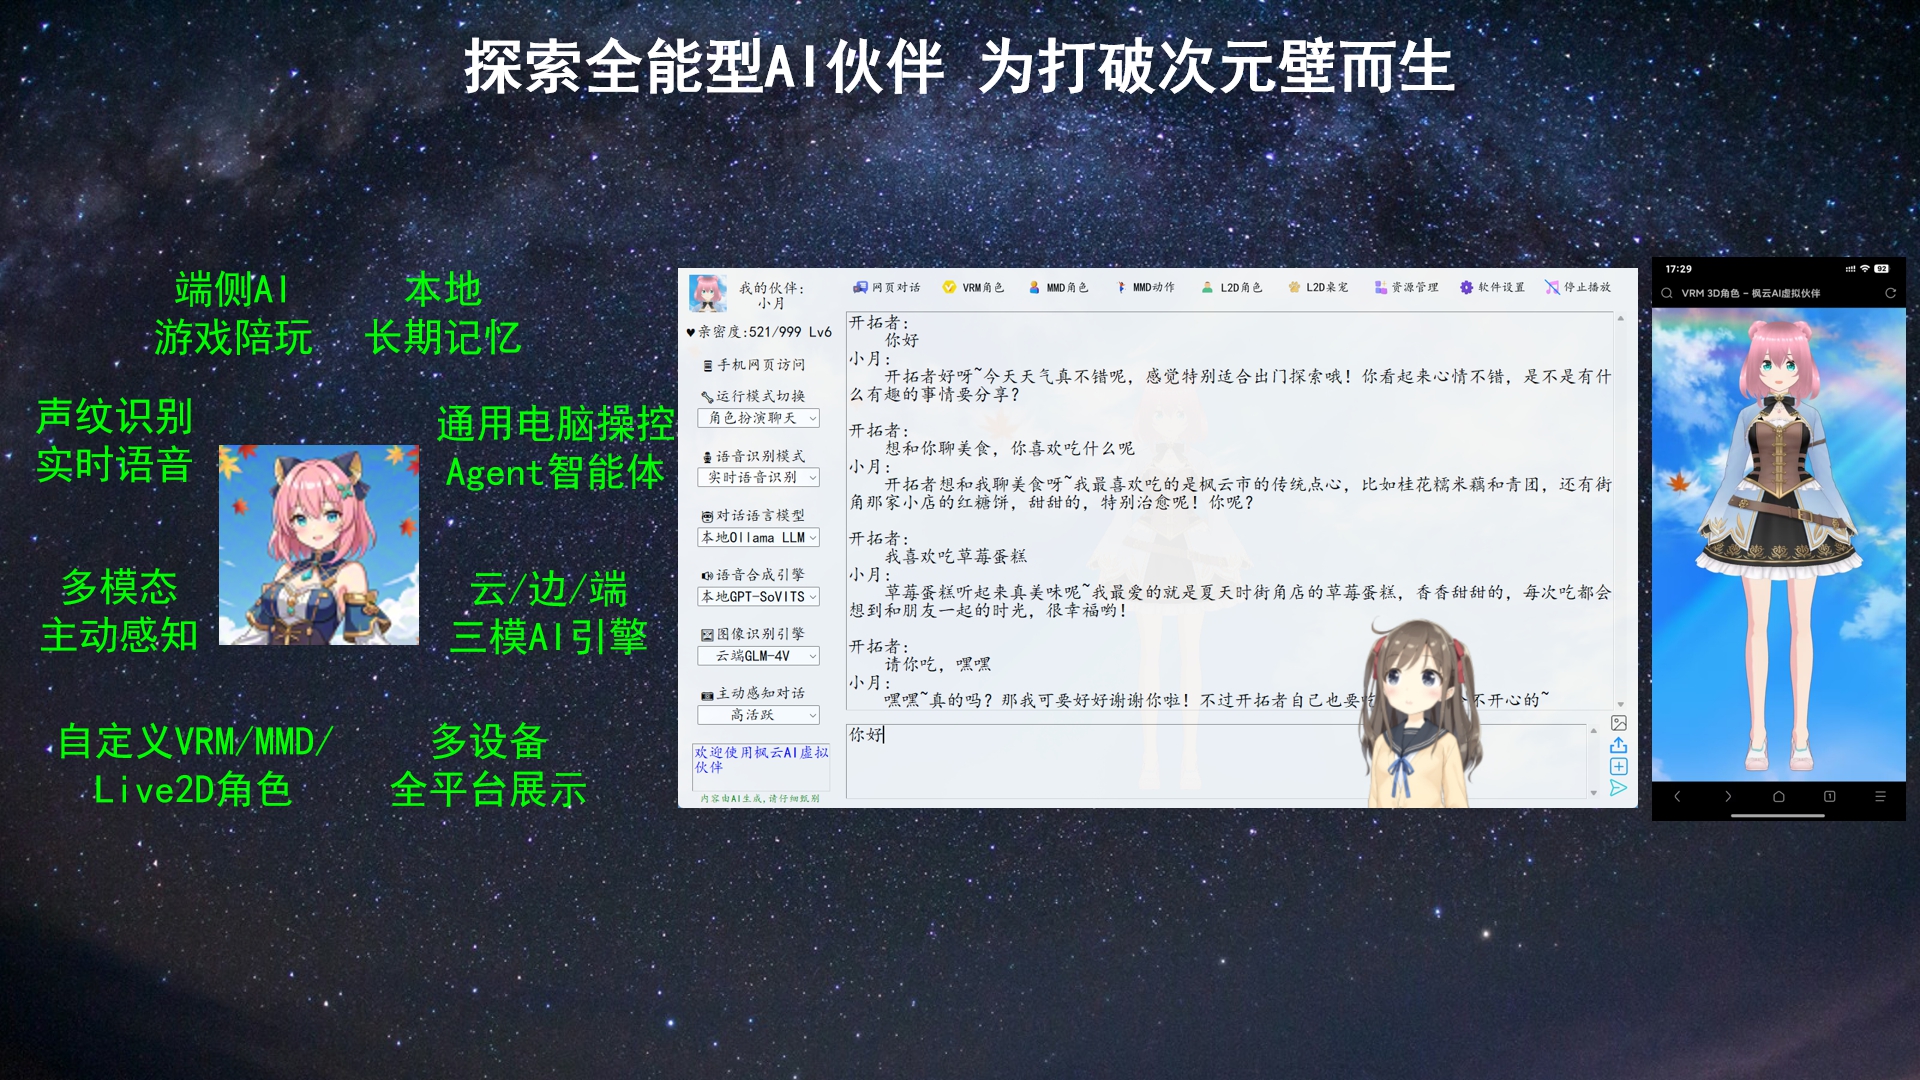 探索全能型AI伙伴 为打破次元壁而生
端侧AI
游戏陪玩
本地
长期记忆
声纹识别
实时语音
通用电脑操控
Agent智能体
多模态
主动感知
云/边/端
三模AI引擎
自定义VRM/MMD/
Live2D角色
多设备
全平台展示
我的伙伴:
小月
♥亲密度:521/999 Lv6
手机网页访问
运行模式切换
角色扮演聊天
语音识别模式
实时语音识别
对话语言模型
本地Ollama LLM
语音合成引擎
本地GPT-SoVITS
图像识别引擎
云端GLM-4V
主动感知对话
高活跃
欢迎使用枫云AI虚拟
伙伴
内容由AI生成,请仔细甄别
网页对话 VRM角色 MMD角色 MMD动作 L2D角色 L2D桌宠 资源管理 软件设置 停止播放
开拓者:
你好
小月:
开拓者好呀~今天天气真不错呢，感觉特别适合出门探索哦！你看起来心情不错，是不是有什
么有趣的事情要分享？
开拓者:
想和你聊美食，你喜欢吃什么呢
小月:
开拓者想和我聊美食呀~我最喜欢吃的是枫云市的传统点心，比如桂花糯米藕和青团，还有街
角那家小店的红糖饼，甜甜的，特别治愈呢！你呢？
开拓者:
我喜欢吃草莓蛋糕
小月:
草莓蛋糕听起来真美味呢~我最爱的就是夏天时街角店的草莓蛋糕，香香甜甜的，每次吃都会
想到和朋友一起的时光，很幸福哟！
开拓者:
请你吃，嘿嘿
小月:
嘿嘿~真的吗？那我可要好好谢谢你啦！不过开拓者自己也要吃 不开心的~
你好
17:29
92
VRM 3D角色 - 枫云AI虚拟伙伴
1